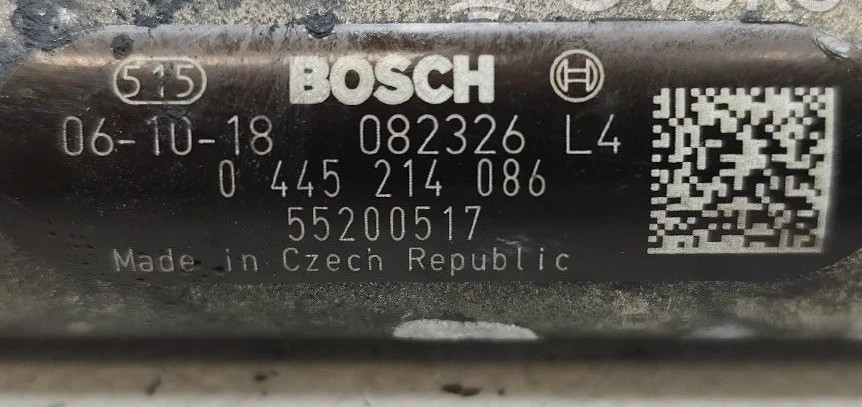 515 BOSCH
06-10-18 082326 L4
0 445 214 086
55200517
Made in Czech Republic